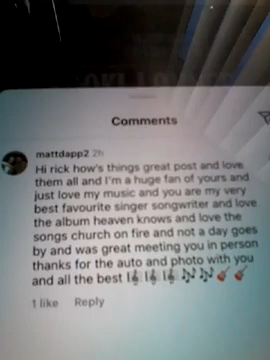 Comments
mattdapp2 2h
Hi rick how's things great post and love
them all and I'm a huge fan of yours and
just love my music and you are my very
best favourite singer songwriter and love
the album heaven knows and love the
songs church on fire and not a day goes
by and was great meeting you in person
thanks for the auto and photo with you
and all the best
1 like Reply